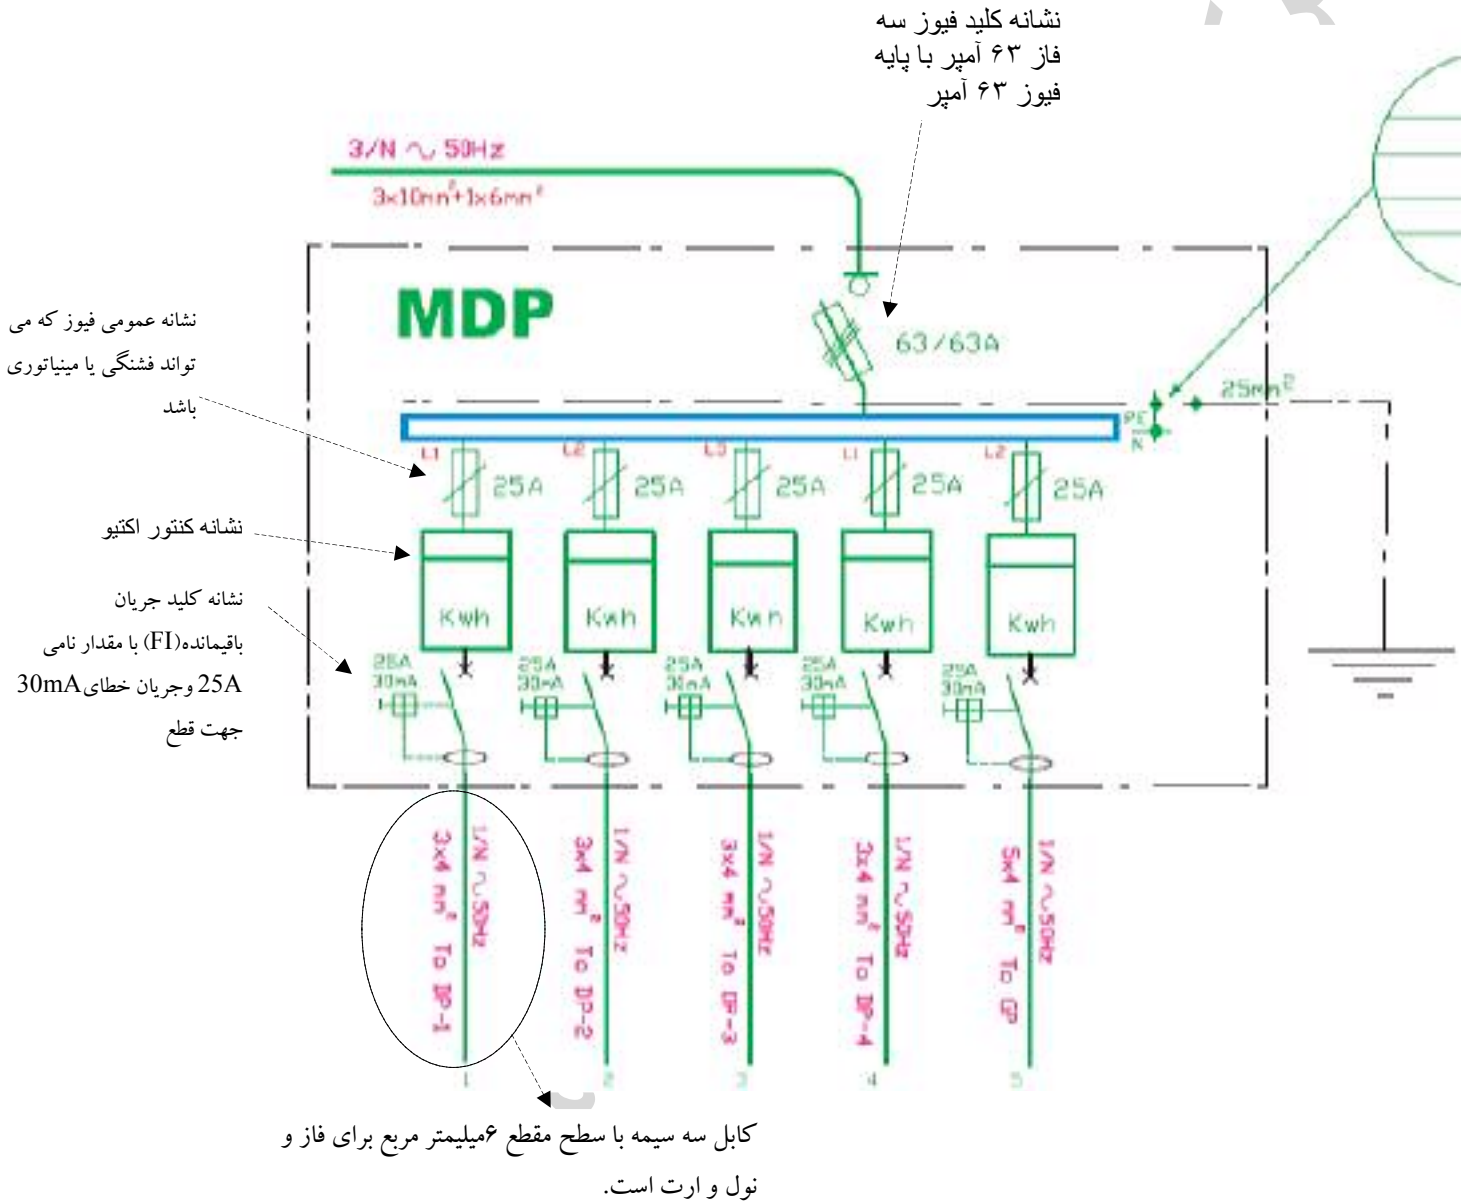 نشانه کلید فیوز سه
فاز ۶۳ آمپر با پایه
فیوز ۶۳ آمپر
3/N ∿ 50Hz
3x10mm²+1x6mm²
MDP
63/63A
نشانه عمومی فیوز که می
تواند فشنگی یا مینیاتوری
باشد
25mm²
PE
N
L1 L2 L3 L1 L2
25A 25A 25A 25A 25A
نشانه کنتور اکتیو
Kwh Kwh Kwh Kwh Kwh
نشانه کلید جریان
باقیمانده(FI) با مقدار نامی
25A وجریان خطای30mA
جهت قطع
25A 25A 25A 25A 25A
30mA 30mA 30mA 30mA 30mA
1/N ∿ 50Hz
3x4 mm² To DP-1
1/N ∿ 50Hz
3x4 mm² To DP-2
1/N ∿ 50Hz
3x4 mm² To DP-3
1/N ∿ 50Hz
3x4 mm² To DP-4
1/N ∿ 50Hz
5x4 mm² To GP
1 2 3 4 5
کابل سه سیمه با سطح مقطع ۶میلیمتر مربع برای فاز و
نول و ارت است.